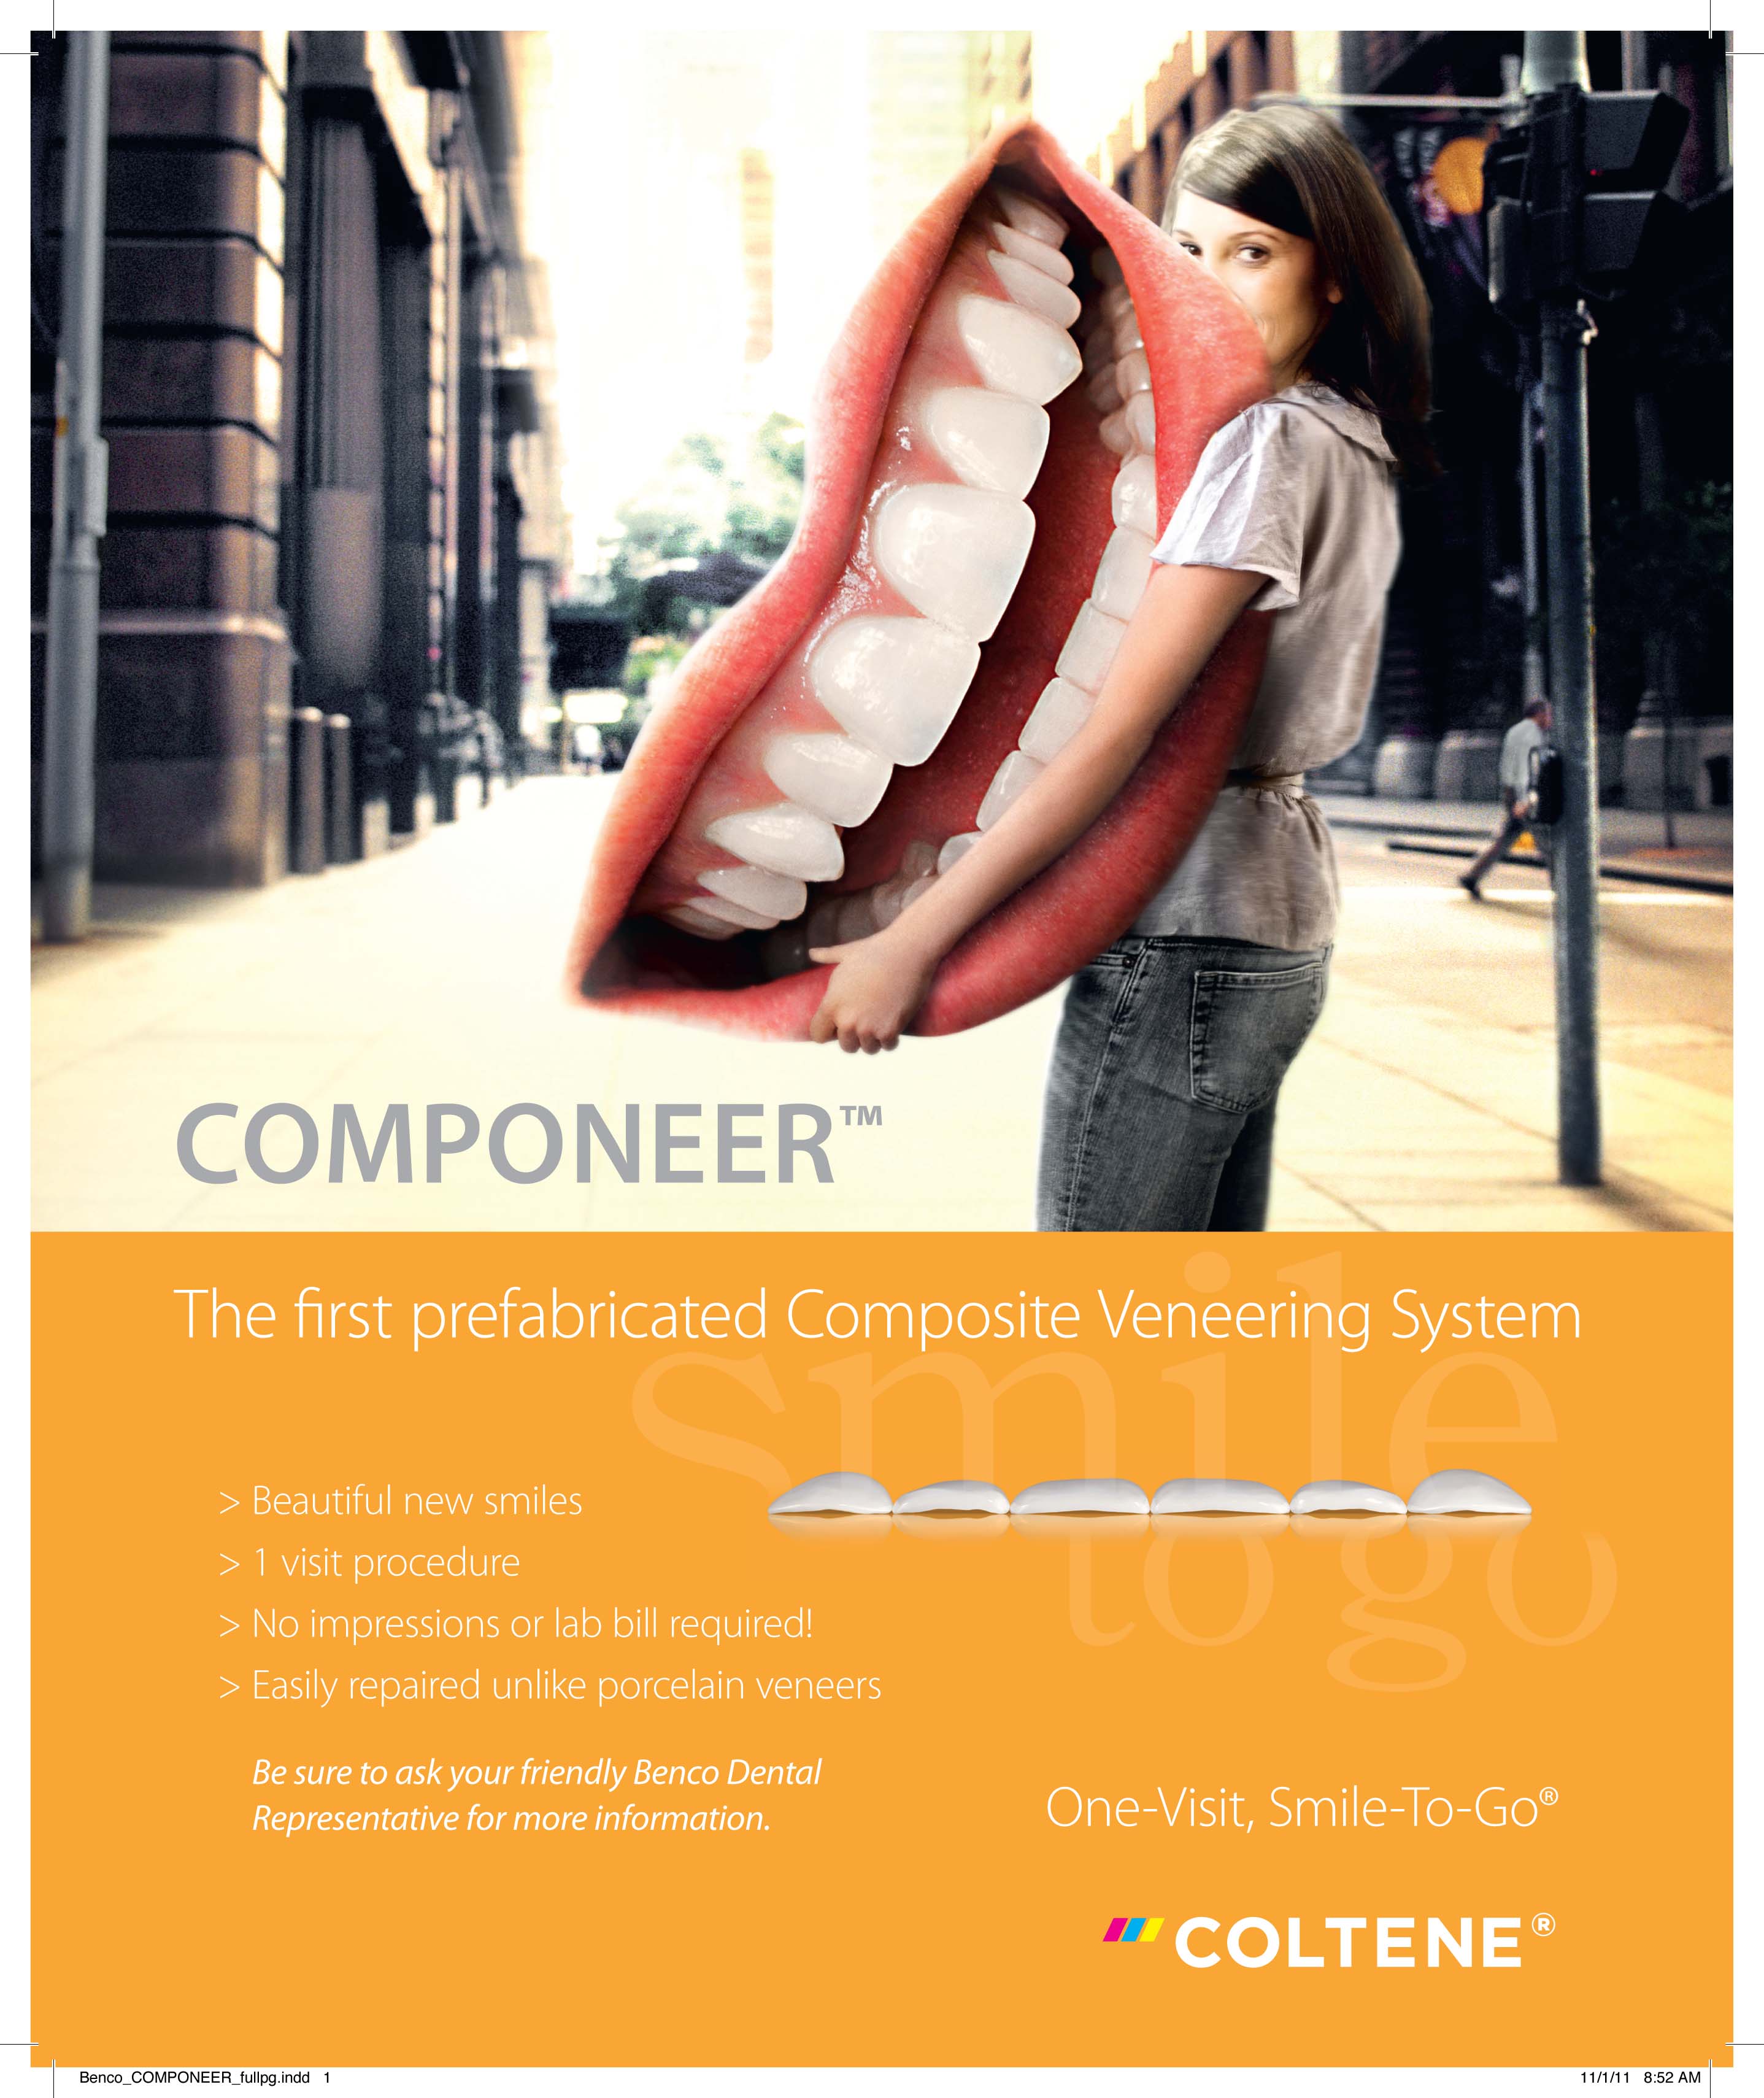 COMPONEER™
The first prefabricated Composite Veneering System
smile
to go
> Beautiful new smiles
> 1 visit procedure
> No impressions or lab bill required!
> Easily repaired unlike porcelain veneers
Be sure to ask your friendly Benco Dental
Representative for more information.
One-Visit, Smile-To-Go®
COLTENE®
Benco_COMPONEER_fullpg.indd 1
11/1/11 8:52 AM